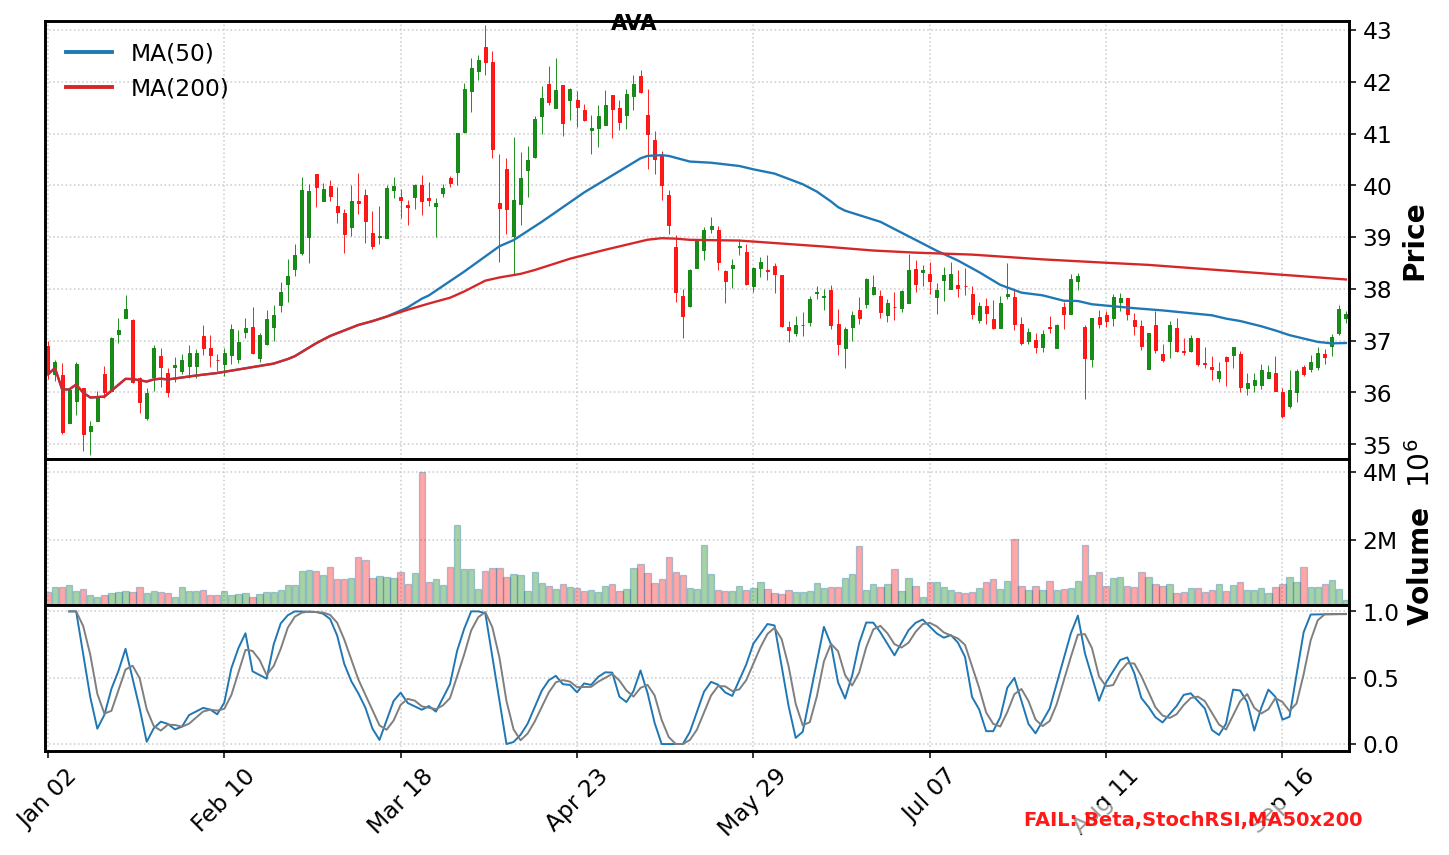 AVA
MA(50)
MA(200)
43
42
41
40
39
38
37
36
35
Price
4M
2M
Volume 10^6
1.0
0.5
0.0
Jan 02
Feb 10
Mar 18
Apr 23
May 29
Jul 07
Aug 11
Sep 16
FAIL: Beta,StochRSI,MA50x200